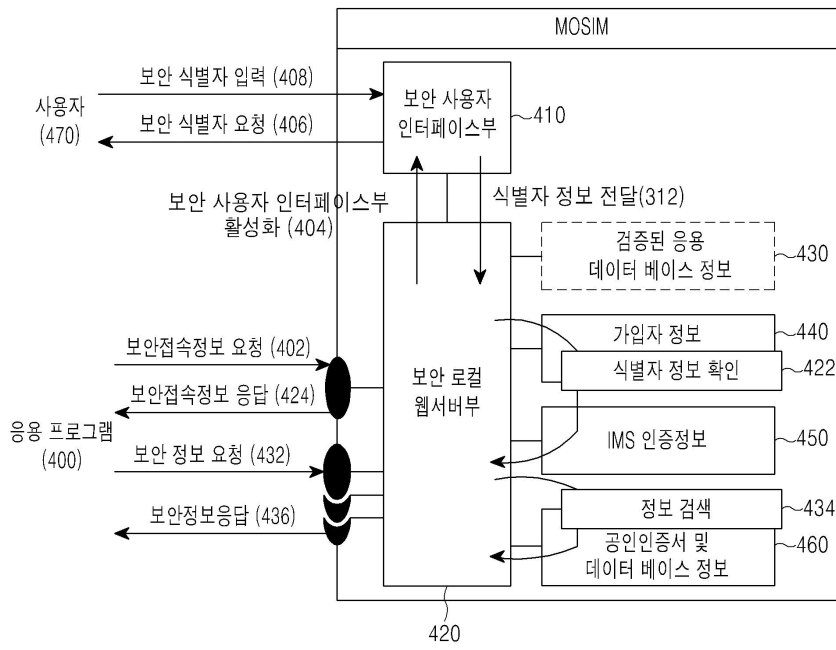 MOSIM
보안 식별자 입력 (408)
보안 사용자
인터페이스부
410
사용자
(470)
보안 식별자 요청 (406)
보안 사용자 인터페이스부
활성화 (404)
식별자 정보 전달(312)
검증된 응용
데이터 베이스 정보
430
보안접속정보 요청 (402)
가입자 정보
440
식별자 정보 확인
422
보안 로컬
웹서버부
보안접속정보 응답 (424)
응용 프로그램
(400)
IMS 인증정보
450
보안 정보 요청 (432)
정보 검색
434
보안정보응답 (436)
공인인증서 및
데이터 베이스 정보
460
420